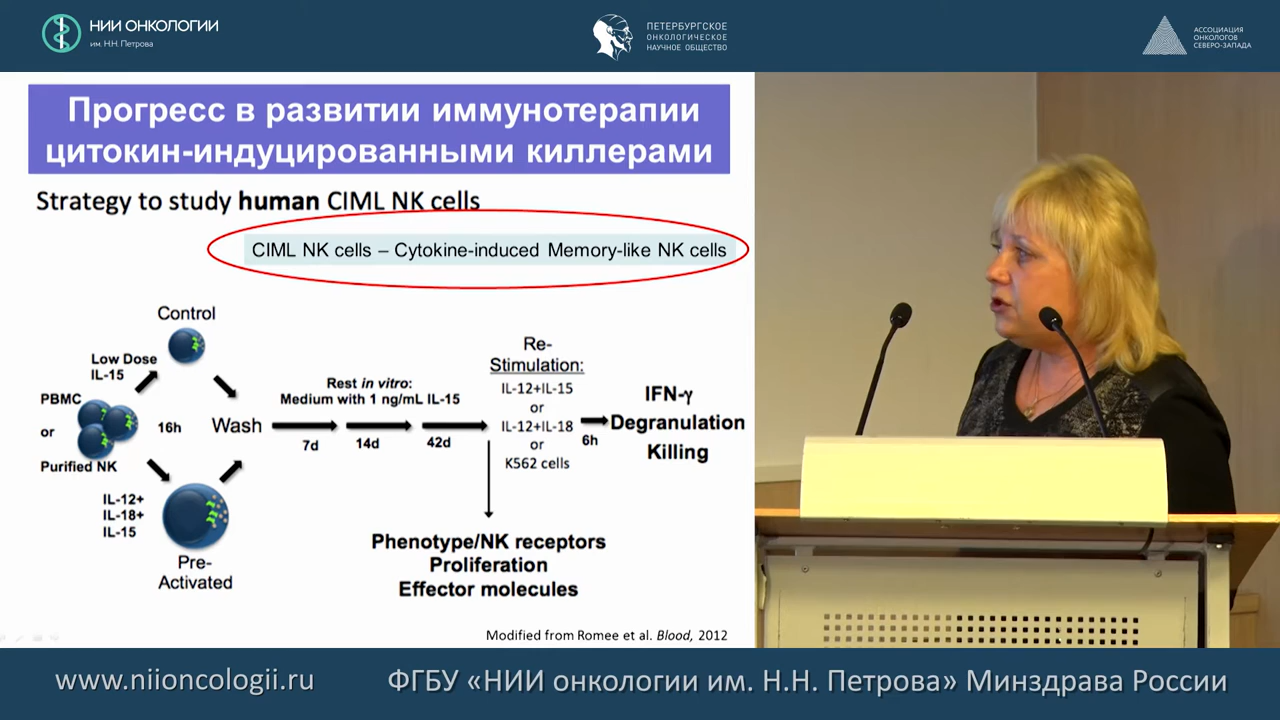 НИИ ОНКОЛОГИИ
им. Н.Н. Петрова
ПЕТЕРБУРГСКОЕ
ОНКОЛОГИЧЕСКОЕ
НАУЧНОЕ ОБЩЕСТВО
АССОЦИАЦИЯ
ОНКОЛОГОВ
СЕВЕРО-ЗАПАДА
Прогресс в развитии иммунотерапии
цитокин-индуцированными киллерами
Strategy to study human CIML NK cells
CIML NK cells – Cytokine-induced Memory-like NK cells
Control
Low Dose
IL-15
PBMC
or
Purified NK
16h
IL-12+
IL-18+
IL-15
Pre-
Activated
Wash
Rest in vitro:
Medium with 1 ng/mL IL-15
7d
14d
42d
Re-
Stimulation:
IL-12+IL-15
or
IL-12+IL-18
or
K562 cells
6h
IFN-γ
Degranulation
Killing
Phenotype/NK receptors
Proliferation
Effector molecules
Modified from Romee et al. Blood, 2012
www.niioncologii.ru
ФГБУ «НИИ онкологии им. Н.Н. Петрова» Минздрава России